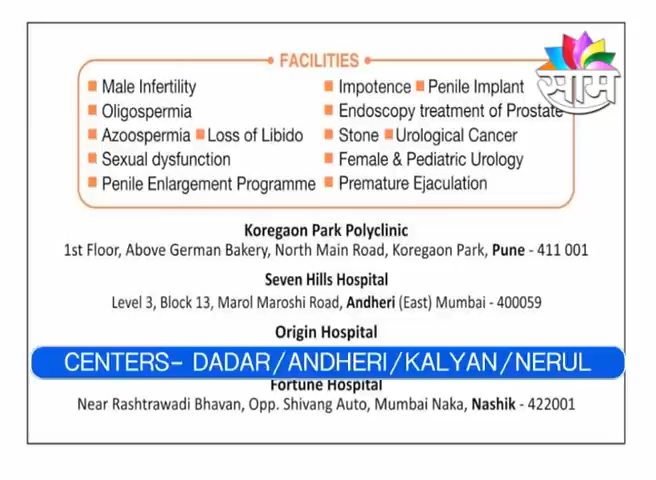 FACILITIES
साम
Male Infertility
Impotence Penile Implant
Oligospermia
Endoscopy treatment of Prostate
Azoospermia Loss of Libido
Stone Urological Cancer
Sexual dysfunction
Female & Pediatric Urology
Penile Enlargement Programme
Premature Ejaculation
Koregaon Park Polyclinic
1st Floor, Above German Bakery, North Main Road, Koregaon Park, Pune - 411 001
Seven Hills Hospital
Level 3, Block 13, Marol Maroshi Road, Andheri (East) Mumbai - 400059
Origin Hospital
CENTERS- DADAR/ANDHERI/KALYAN/NERUL
Fortune Hospital
Near Rashtrawadi Bhavan, Opp. Shivang Auto, Mumbai Naka, Nashik - 422001